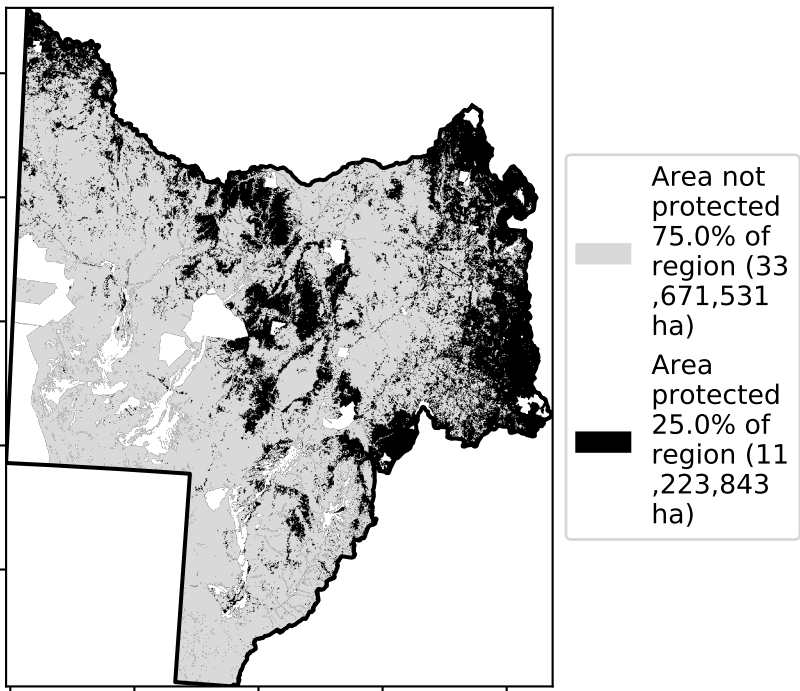 Area not
protected
75.0% of
region (33
,671,531
ha)
Area
protected
25.0% of
region (11
,223,843
ha)